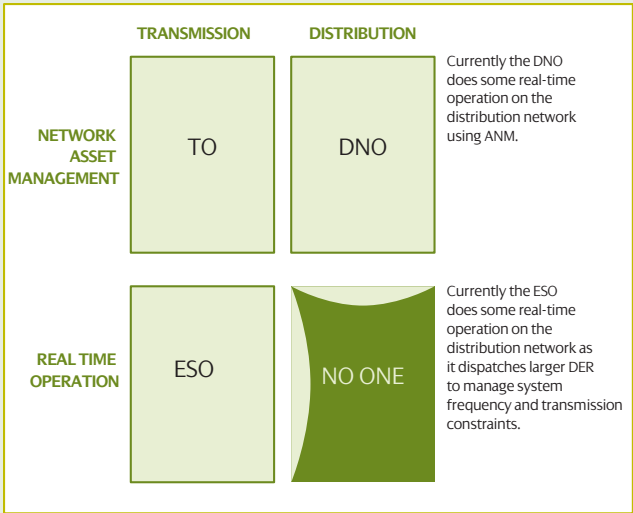 TRANSMISSION
DISTRIBUTION
NETWORK
ASSET
MANAGEMENT
TO
DNO
Currently the DNO
does some real-time
operation on the
distribution network
using ANM.
REAL TIME
OPERATION
ESO
NO ONE
Currently the ESO
does some real-time
operation on the
distribution network as
it dispatches larger DER
to manage system
frequency and transmission
constraints.